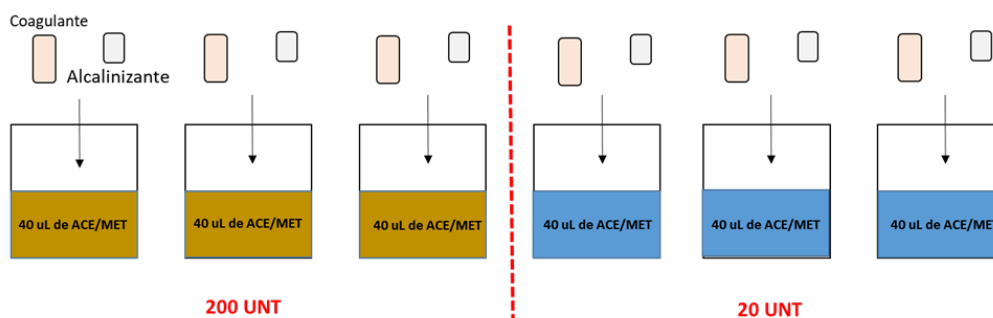 Coagulante
Alcalinizante
40 uL de ACE/MET
40 uL de ACE/MET
40 uL de ACE/MET
40 uL de ACE/MET
40 uL de ACE/MET
40 uL de ACE/MET
200 UNT
20 UNT